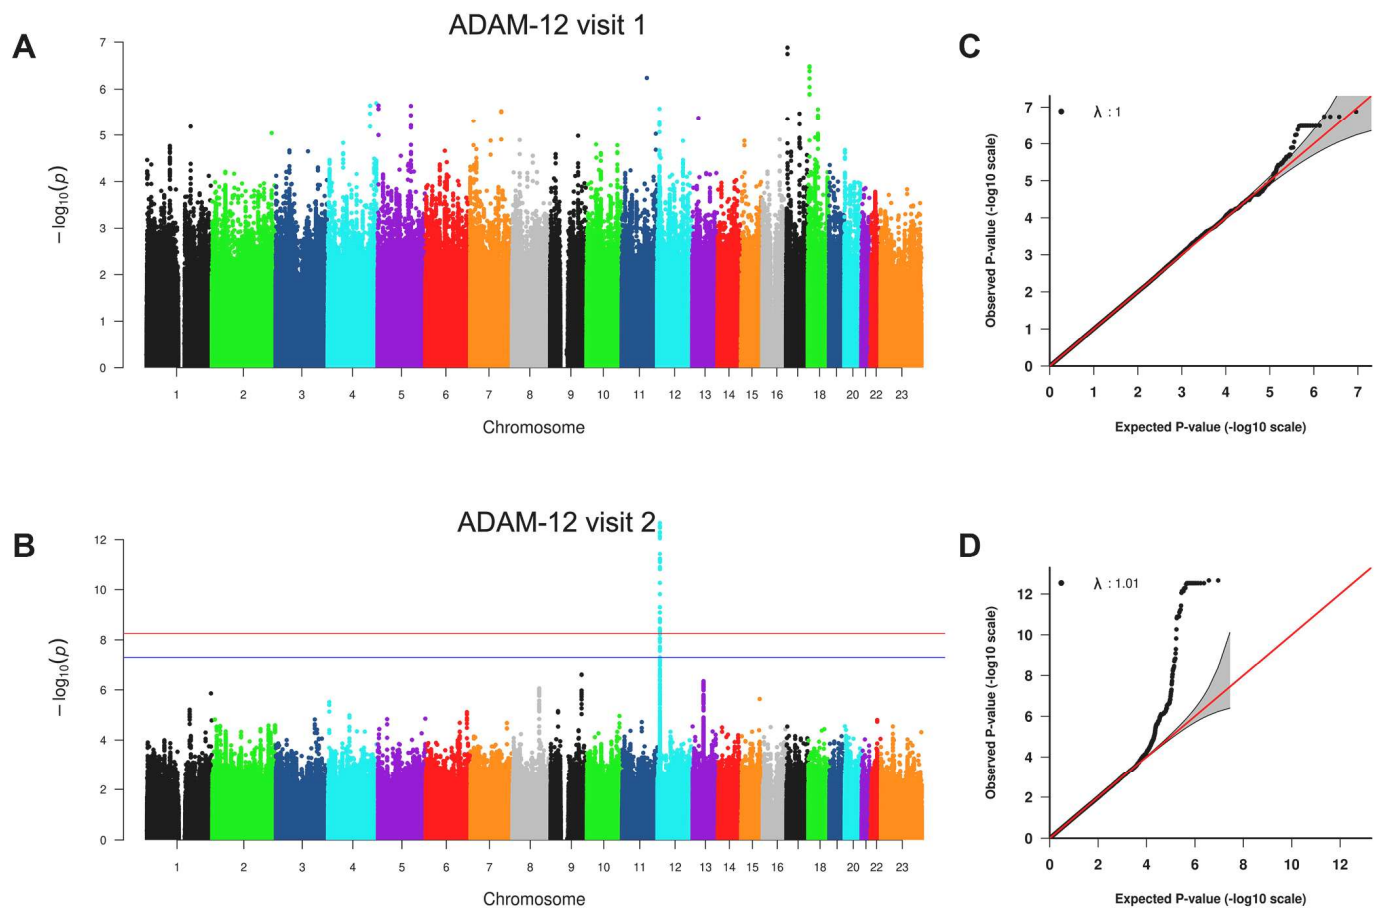 ADAM-12 visit 1
A
7
6
5
4
3
2
1
0
−log10(p)
1 2 3 4 5 6 7 8 9 10 11 12 13 14 15 16 18 20 22 23
Chromosome
C
λ : 1
7
6
5
4
3
2
1
0
Observed P-value (-log10 scale)
0 1 2 3 4 5 6 7
Expected P-value (-log10 scale)
ADAM-12 visit 2
B
12
10
8
6
4
2
0
−log10(p)
1 2 3 4 5 6 7 8 9 10 11 12 13 14 15 16 18 20 22 23
Chromosome
D
λ : 1.01
12
10
8
6
4
2
0
Observed P-value (-log10 scale)
0 2 4 6 8 10 12
Expected P-value (-log10 scale)